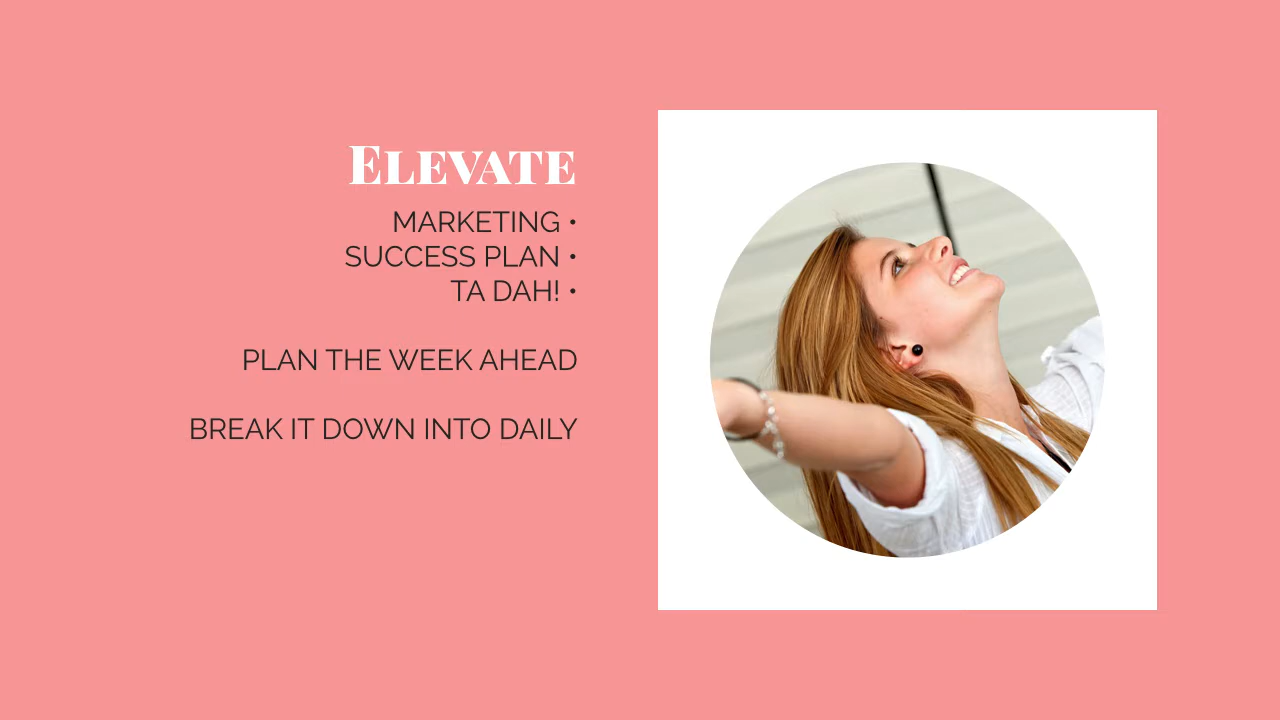 Elevate
MARKETING •
SUCCESS PLAN •
TA DAH! •
PLAN THE WEEK AHEAD
BREAK IT DOWN INTO DAILY